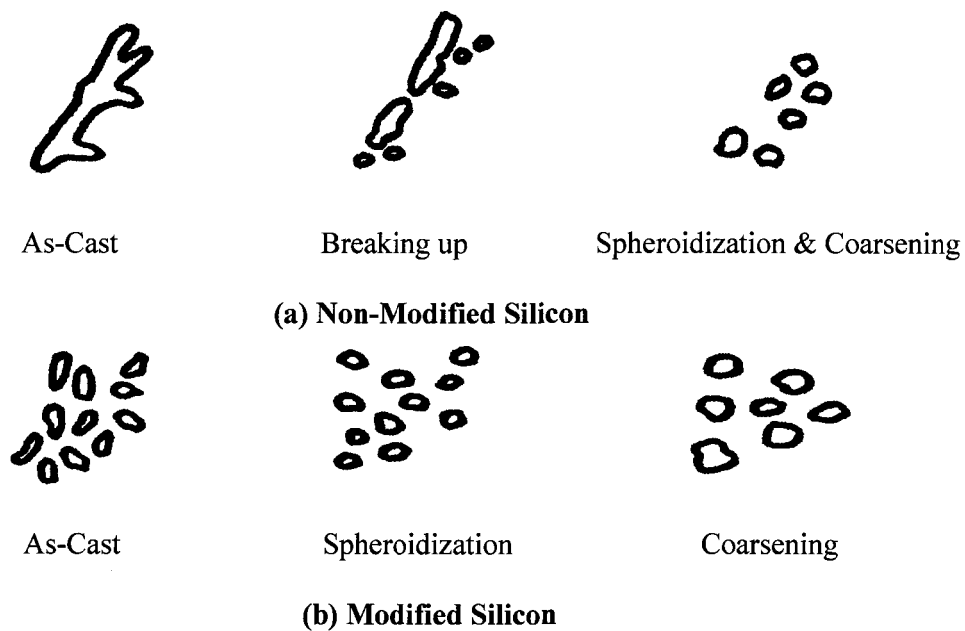 As-Cast Breaking up Spheroidization & Coarsening
(a) Non-Modified Silicon
As-Cast Spheroidization Coarsening
(b) Modified Silicon